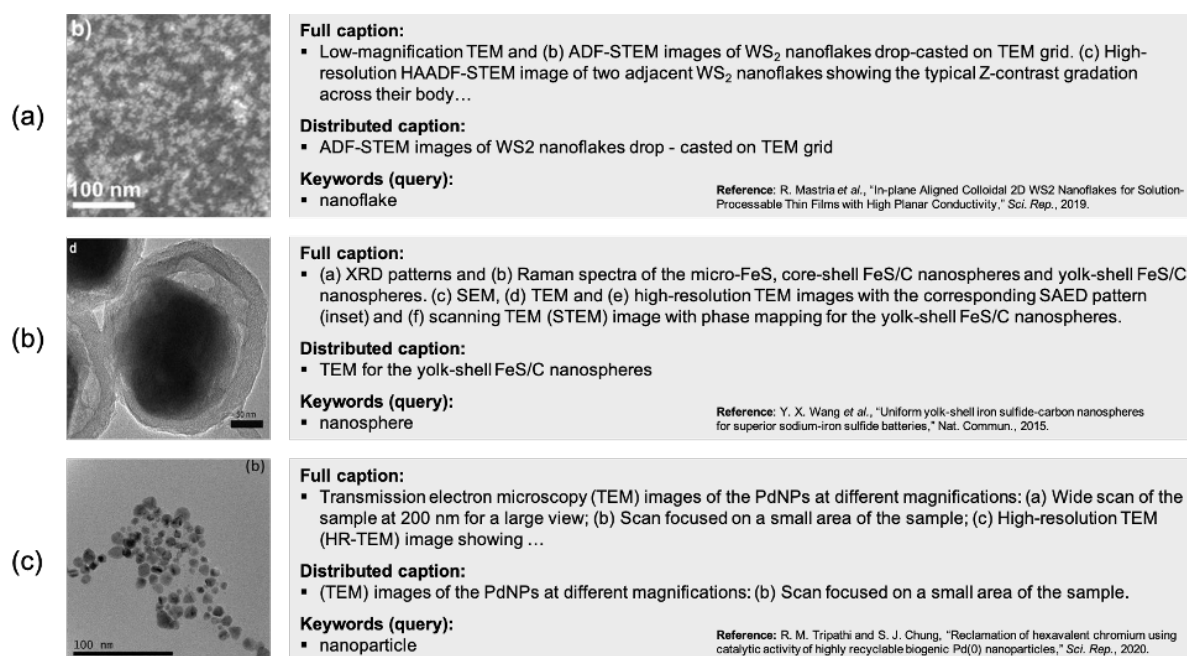 (a)
b)
100 nm
Full caption:
▪ Low-magnification TEM and (b) ADF-STEM images of WS₂ nanoflakes drop-casted on TEM grid. (c) High-
resolution HAADF-STEM image of two adjacent WS₂ nanoflakes showing the typical Z-contrast gradation
across their body…
Distributed caption:
▪ ADF-STEM images of WS2 nanoflakes drop - casted on TEM grid
Keywords (query):
▪ nanoflake
Reference: R. Mastria et al., “In-plane Aligned Colloidal 2D WS2 Nanoflakes for Solution-
Processable Thin Films with High Planar Conductivity,” Sci. Rep., 2019.
(b)
d
50 nm
Full caption:
▪ (a) XRD patterns and (b) Raman spectra of the micro-FeS, core-shell FeS/C nanospheres and yolk-shell FeS/C
nanospheres. (c) SEM, (d) TEM and (e) high-resolution TEM images with the corresponding SAED pattern
(inset) and (f) scanning TEM (STEM) image with phase mapping for the yolk-shell FeS/C nanospheres.
Distributed caption:
▪ TEM for the yolk-shell FeS/C nanospheres
Keywords (query):
▪ nanosphere
Reference: Y. X. Wang et al., “Uniform yolk-shell iron sulfide-carbon nanospheres
for superior sodium-iron sulfide batteries,” Nat. Commun., 2015.
(c)
(b)
100 nm
Full caption:
▪ Transmission electron microscopy (TEM) images of the PdNPs at different magnifications: (a) Wide scan of the
sample at 200 nm for a large view; (b) Scan focused on a small area of the sample; (c) High-resolution TEM
(HR-TEM) image showing …
Distributed caption:
▪ (TEM) images of the PdNPs at different magnifications: (b) Scan focused on a small area of the sample.
Keywords (query):
▪ nanoparticle
Reference: R. M. Tripathi and S. J. Chung, “Reclamation of hexavalent chromium using
catalytic activity of highly recyclable biogenic Pd(0) nanoparticles,” Sci. Rep., 2020.